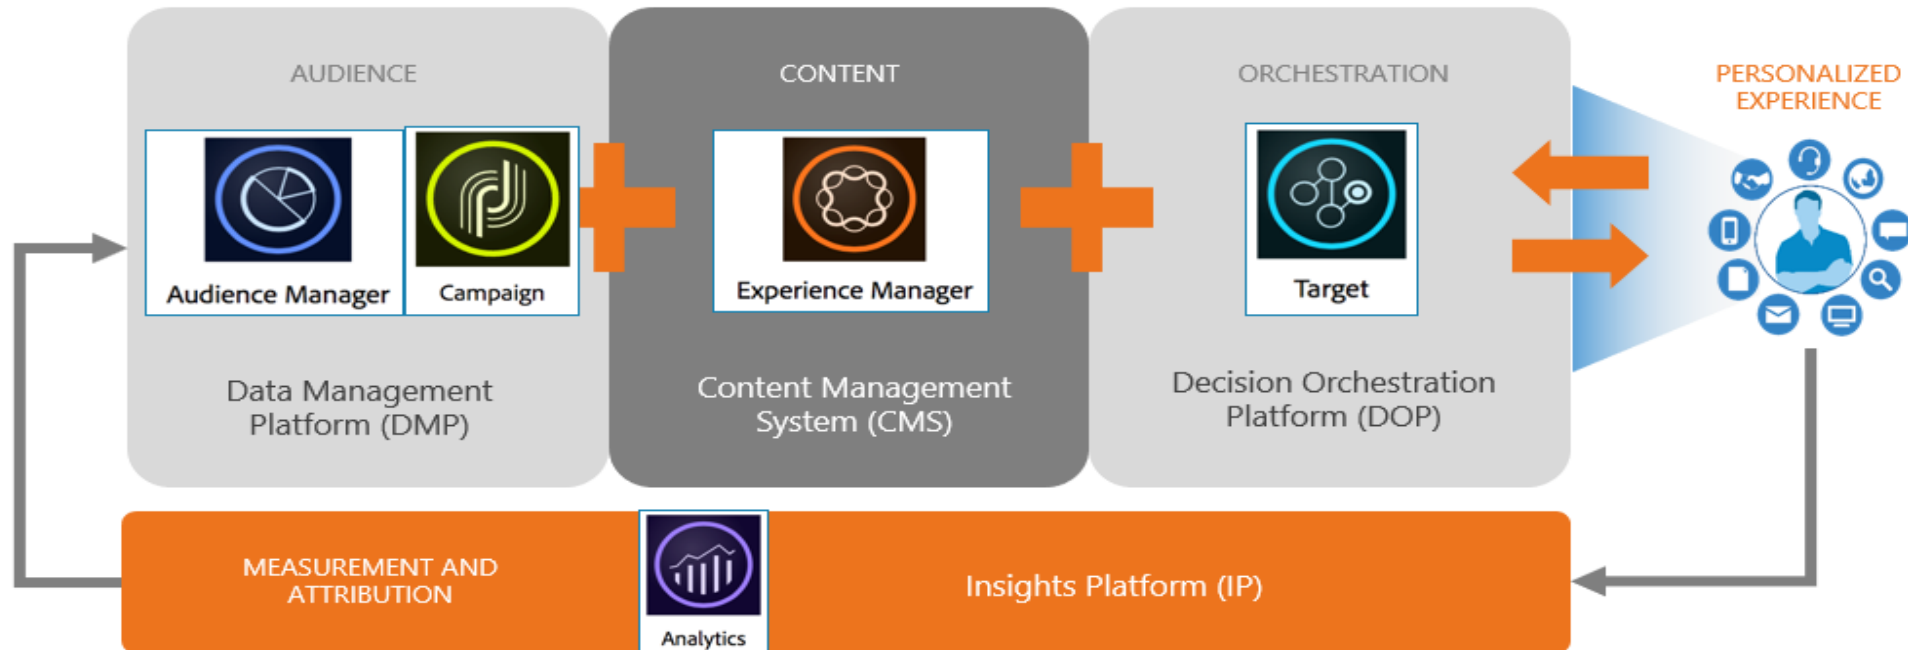 AUDIENCE
Audience Manager
Campaign
Data Management
Platform (DMP)
CONTENT
Experience Manager
Content Management
System (CMS)
ORCHESTRATION
Target
Decision Orchestration
Platform (DOP)
PERSONALIZED
EXPERIENCE
MEASUREMENT AND
ATTRIBUTION
Analytics
Insights Platform (IP)